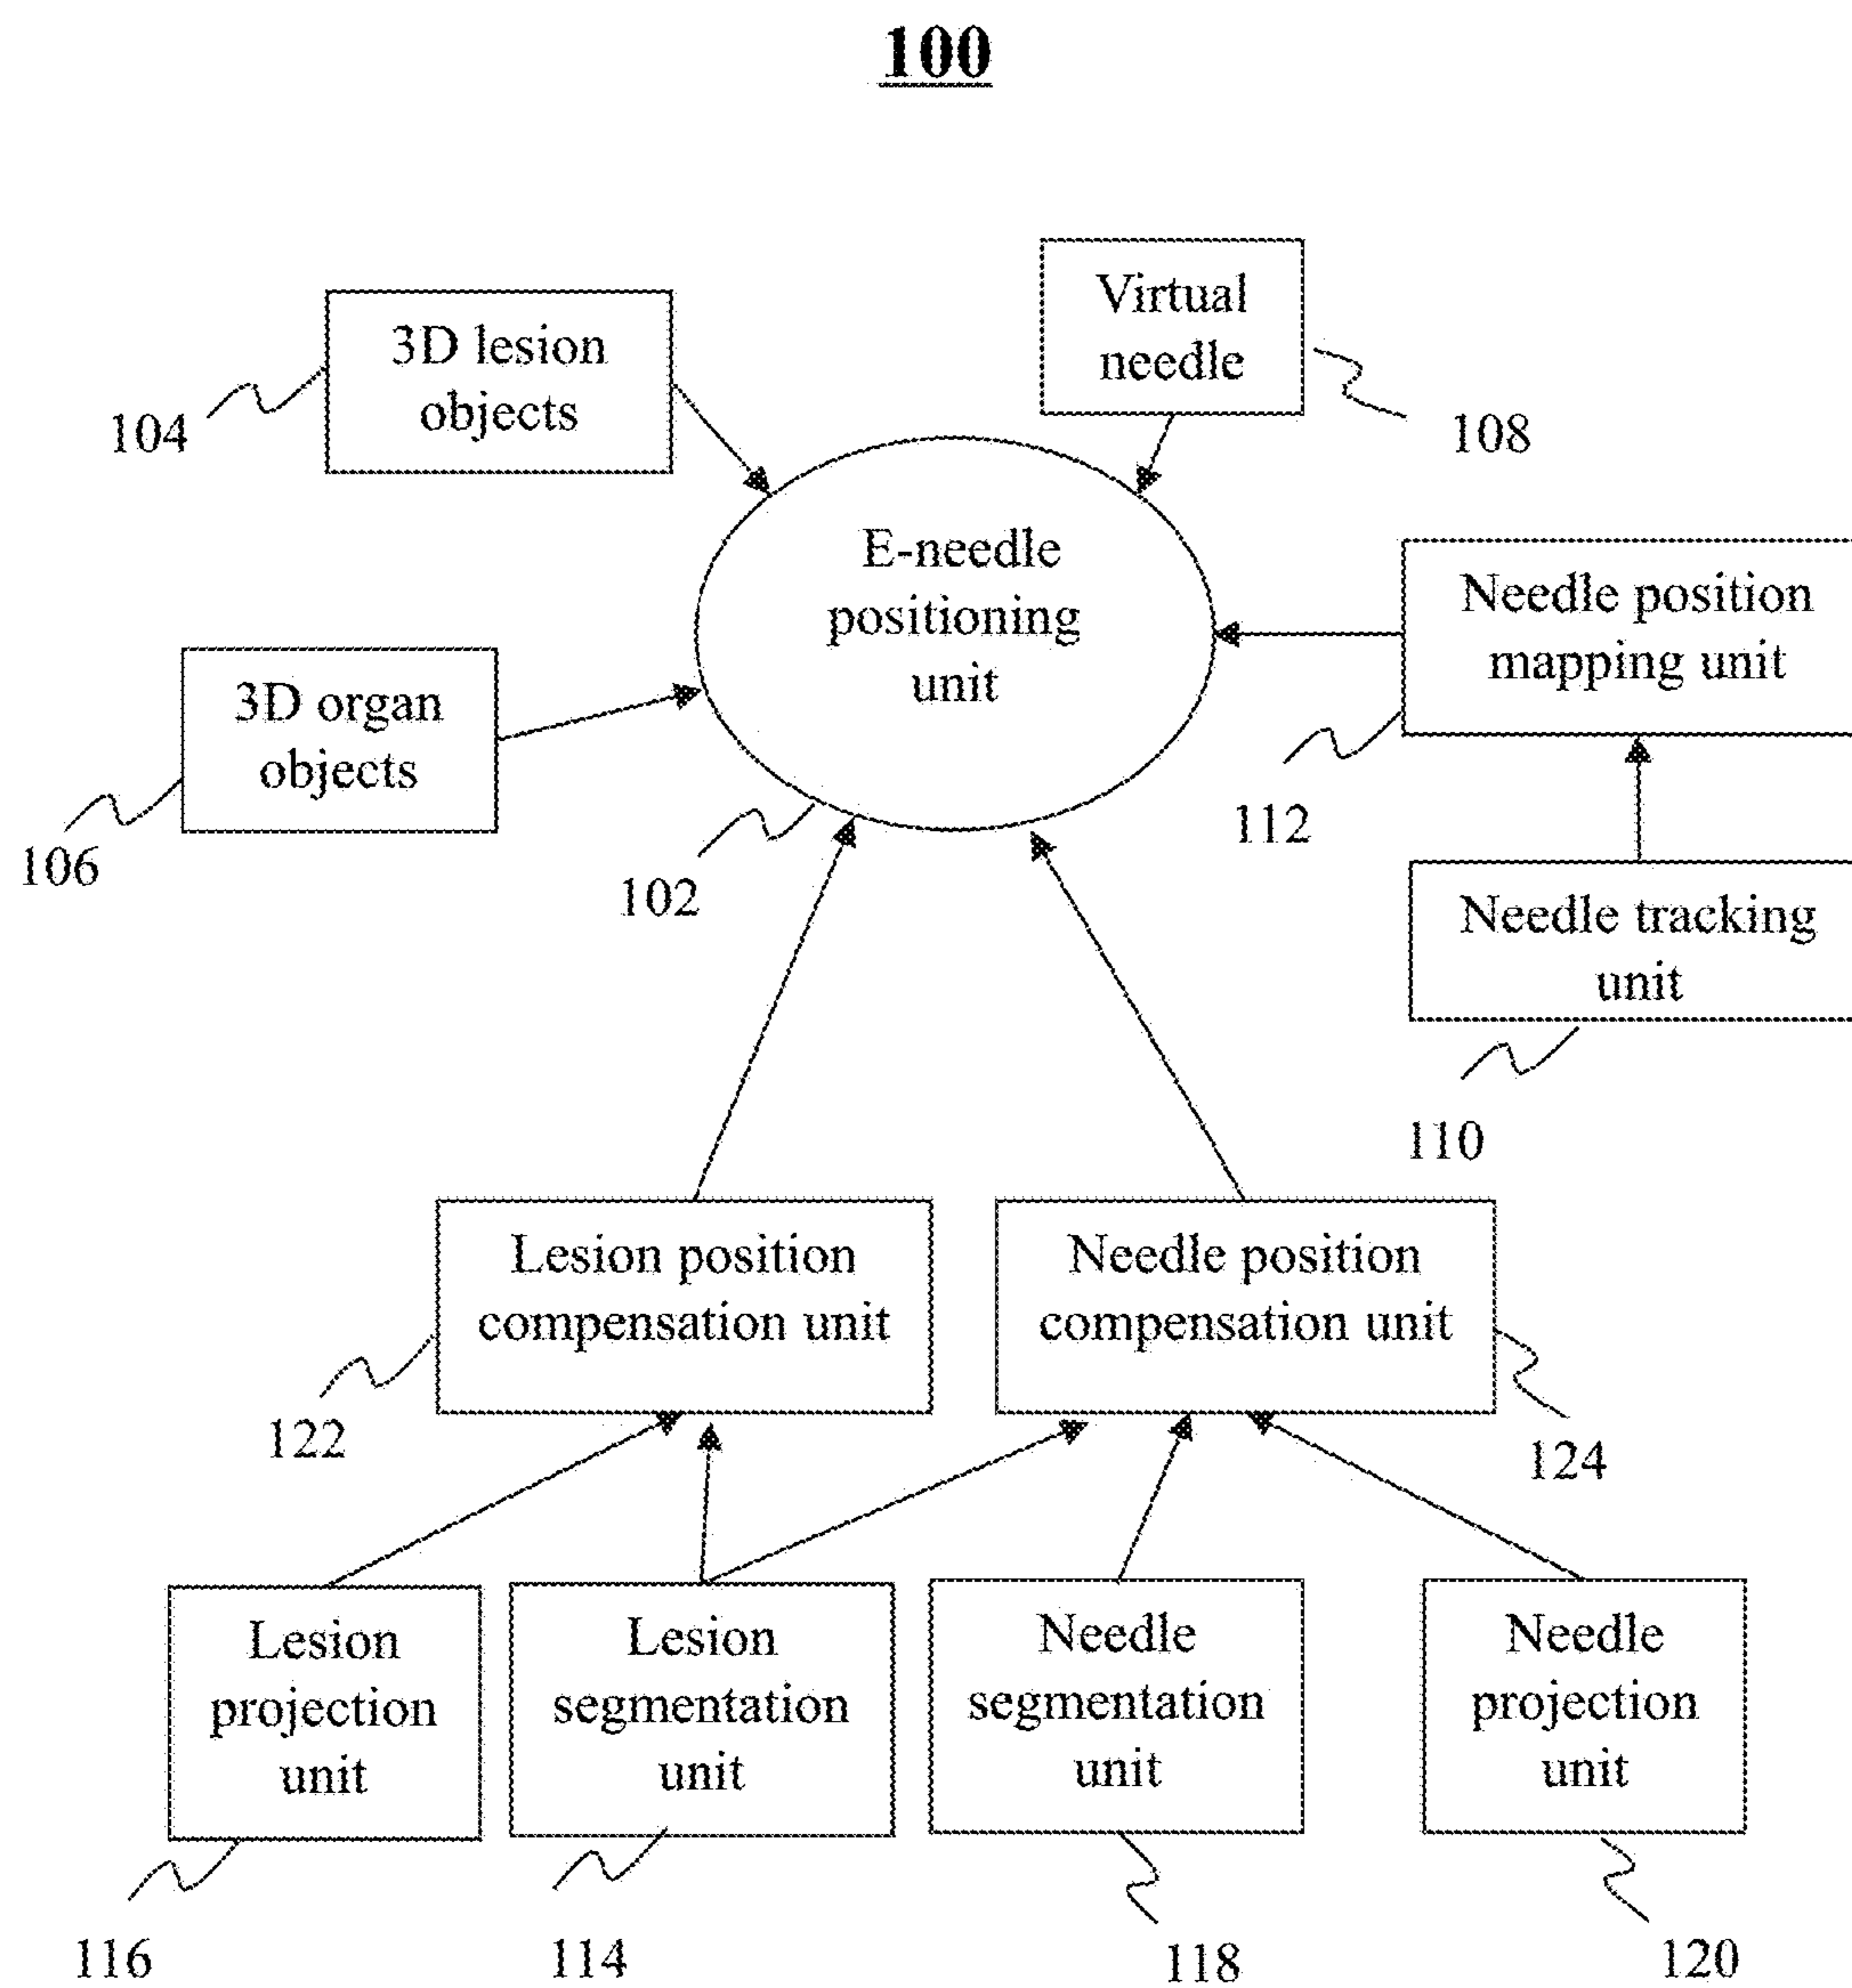 100
3D lesion
objects
104
Virtual
needle
108
E-needle
positioning
unit
102
3D organ
objects
106
Needle position
mapping unit
112
Needle tracking
unit
110
Lesion position
compensation unit
122
Needle position
compensation unit
124
Lesion
projection
unit
116
Lesion
segmentation
unit
114
Needle
segmentation
unit
118
Needle
projection
unit
120